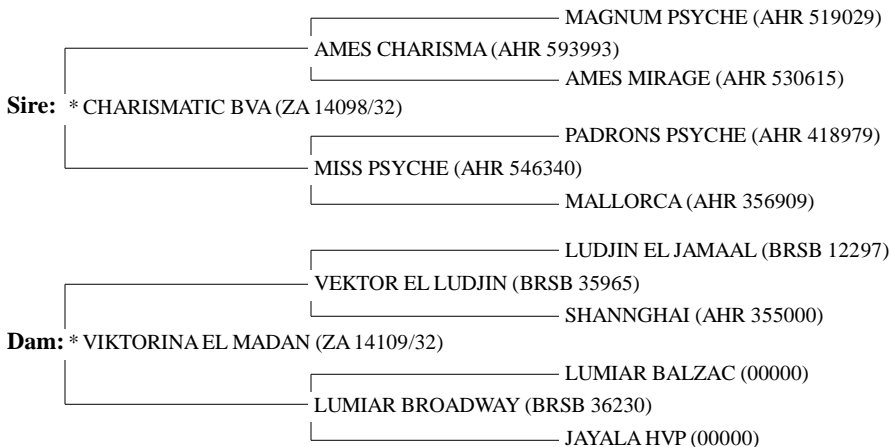 MAGNUM PSYCHE (AHR 519029)
AMES CHARISMA (AHR 593993)
AMES MIRAGE (AHR 530615)
Sire: * CHARISMATIC BVA (ZA 14098/32)
PADRONS PSYCHE (AHR 418979)
MISS PSYCHE (AHR 546340)
MALLORCA (AHR 356909)
LUDJIN EL JAMAAL (BRSB 12297)
VEKTOR EL LUDJIN (BRSB 35965)
SHANNGHAI (AHR 355000)
Dam: * VIKTORINA EL MADAN (ZA 14109/32)
LUMIAR BALZAC (00000)
LUMIAR BROADWAY (BRSB 36230)
JAYALA HVP (00000)